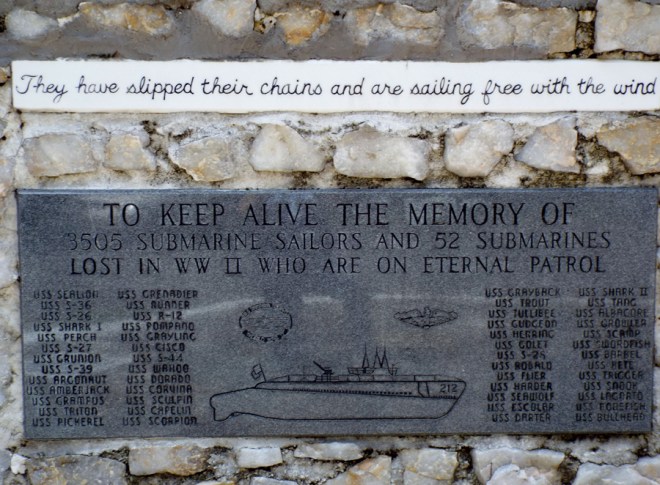 They have slipped their chains and are sailing free with the wind
TO KEEP ALIVE THE MEMORY OF
3505 SUBMARINE SAILORS AND 52 SUBMARINES
LOST IN WW II WHO ARE ON ETERNAL PATROL
USS SEALION
USS S-36
USS S-26
USS SHARK I
USS PERCH
USS S-27
USS GRUNION
USS S-39
USS ARGONAUT
USS AMBERJACK
USS GRAMPUS
USS TRITON
USS PICKEREL
USS GRENADIER
USS RUNNER
USS R-12
USS POMPANO
USS GRAYLING
USS CISCO
USS S-44
USS WAHOO
USS DORADO
USS CORVINA
USS SCULPIN
USS CAPELIN
USS SCORPION
212
USS GRAYBACK
USS TROUT
USS TULLIBEE
USS GUDGEON
USS HERRING
USS GOLET
USS S-28
USS ROBALO
USS FLIER
USS HARDER
USS SEAWOLF
USS ESCOLAR
USS DARTER
USS SHARK II
USS TANG
USS ALBACORE
USS GROWLER
USS SCAMP
USS SWORDFISH
USS BARBEL
USS KETE
USS TRIGGER
USS SNOOK
USS LAGARTO
USS BONEFISH
USS BULLHEAD